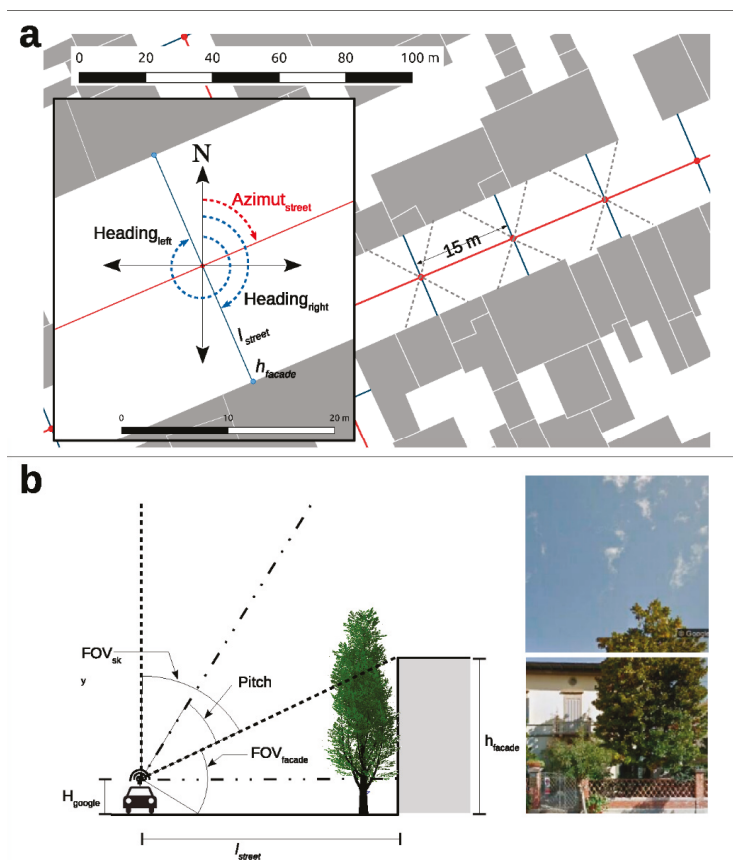 a
0 20 40 60 80 100 m
N
Azimut street
Heading left
Heading right
l street
h facade
0 10 20 m
15 m
b
FOV sk
y
Pitch
FOV facade
H google
h facade
l street
© Google